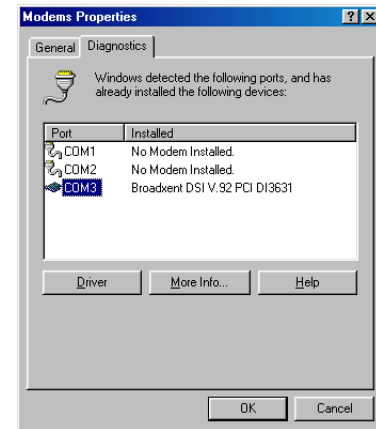 Modems Properties
General Diagnostics
Windows detected the following ports, and has
already installed the following devices:
Port Installed
COM1 No Modem Installed.
COM2 No Modem Installed.
COM3 Broadxent DSI V.92 PCI DI3631
Driver More Info... Help
OK Cancel